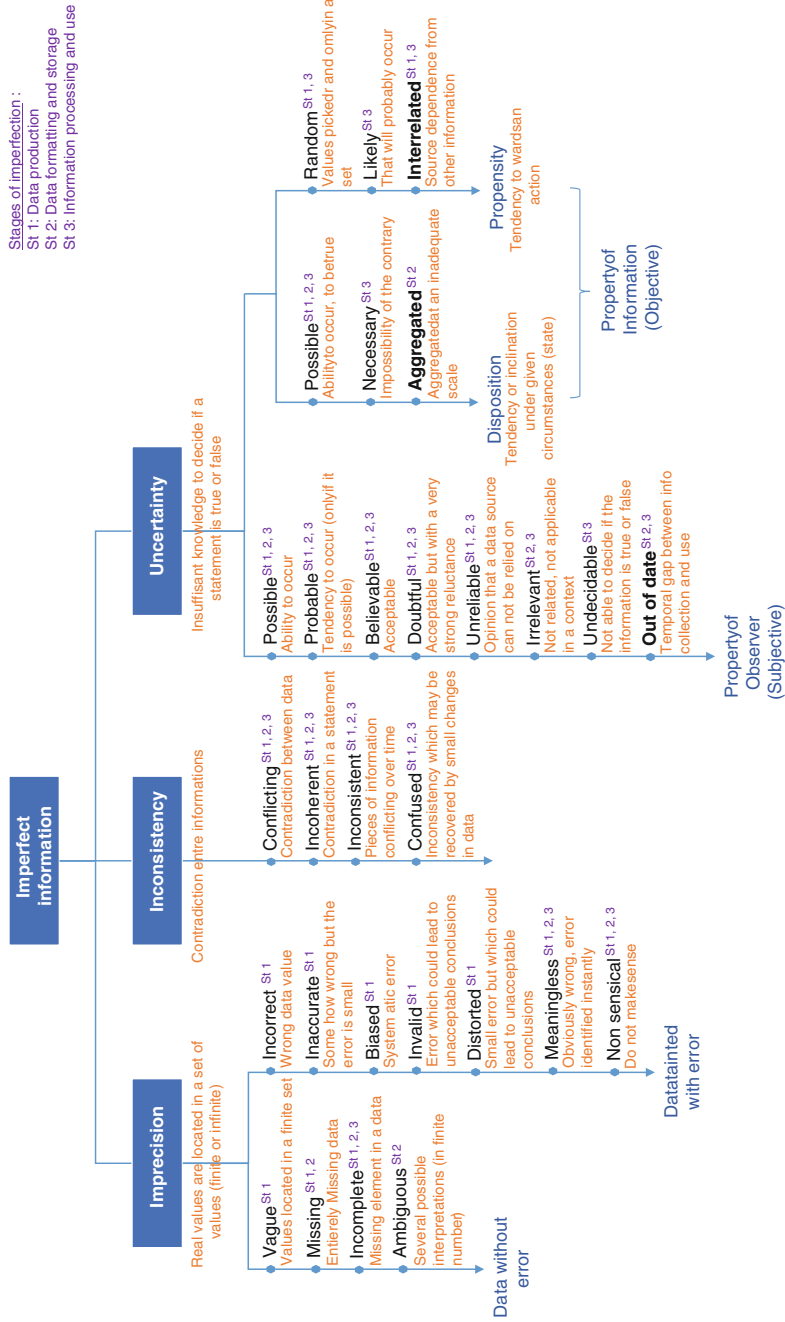 Stages of imperfection :
St 1: Data production
St 2: Data formatting and storage
St 3: Information processing and use
Imperfect
information
Imprecision
Real values are located in a set of
values (finite or infinite)
Vague St 1
Values located in a finite set
Missing St 1, 2
Entierely Missing data
Incomplete St 1, 2, 3
Missing element in a data
Ambiguous St 2
Several possible
interpretations (in finite
number)
Data without
error
Incorrect St 1
Wrong data value
Inaccurate St 1
Some how wrong but the
error is small
Biased St 1
System atic error
Invalid St 1
Error which could lead to
unacceptable conclusions
Distorted St 1
Small error but which could
lead to unacceptable
conclusions
Meaningless St 1, 2, 3
Obviously wrong, error
identified instantly
Non sensical St 1, 2, 3
Do not makesense
Datatainted
with error
Inconsistency
Contradiction entre informations
Conflicting St 1, 2, 3
Contradiction between data
Incoherent St 1, 2, 3
Contradiction in a statement
Inconsistent St 1, 2, 3
Pieces of information
conflicting over time
Confused St 1, 2, 3
Inconsistency which may be
recovered by small changes
in data
Uncertainty
Insuffisant knowledge to decide if a
statement is true or false
Possible St 1, 2, 3
Ability to occur
Probable St 1, 2, 3
Tendency to occur (onlyif it
is possible)
Believable St 1, 2, 3
Acceptable
Doubtful St 1, 2, 3
Acceptable but with a very
strong reluctance
Unreliable St 1, 2, 3
Opinion that a data source
can not be relied on
Irrelevant St 2, 3
Not related, not applicable
in a context
Undecidable St 3
Not able to decide if the
information is true or false
Out of date St 2, 3
Temporal gap between info
collection and use
Propertyof
Observer
(Subjective)
Possible St 1, 2, 3
Abilityto occur, to betrue
Necessary St 3
Impossibility of the contrary
Aggregated St 2
Aggregatedat an inadequate
scale
Disposition
Tendency or inclination
under given
circumstances (state)
Random St 1, 3
Values pickedr and omlyin a
set
Likely St 3
That will probably occur
Interrelated St 1, 3
Source dependence from
other information
Propensity
Tendency to wardsan
action
Propertyof
Information
(Objective)